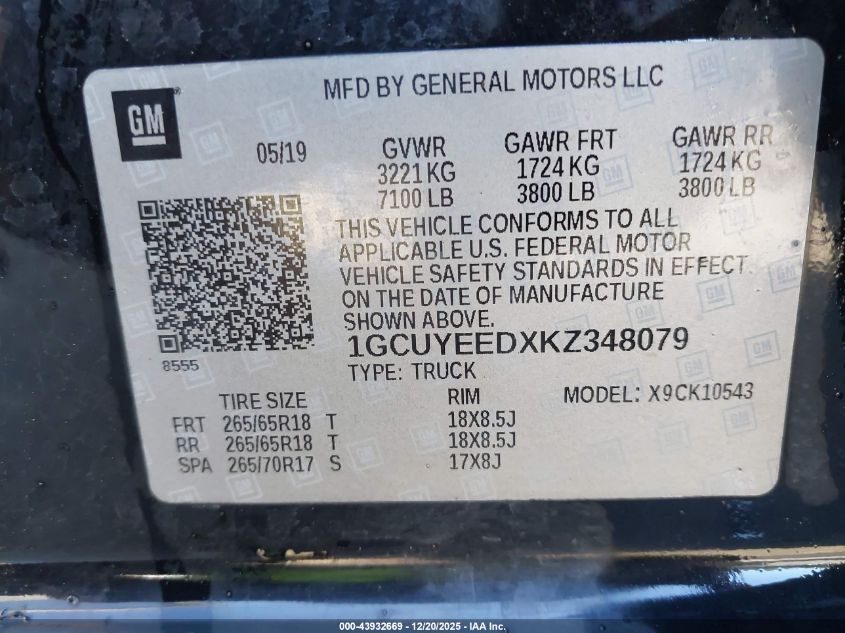 GM
MFD BY GENERAL MOTORS LLC
05/19 GVWR GAWR FRT GAWR RR
3221 KG 1724 KG 1724 KG
7100 LB 3800 LB 3800 LB
THIS VEHICLE CONFORMS TO ALL
APPLICABLE U.S. FEDERAL MOTOR
VEHICLE SAFETY STANDARDS IN EFFECT
ON THE DATE OF MANUFACTURE
SHOWN ABOVE.
8555
1GCUYEEDXKZ348079
TYPE: TRUCK
MODEL: X9CK10543
TIRE SIZE RIM
FRT 265/65R18 T 18X8.5J
RR 265/65R18 T 18X8.5J
SPA 265/70R17 S 17X8J
000-43932669 - 12/20/2025 - IAA Inc.